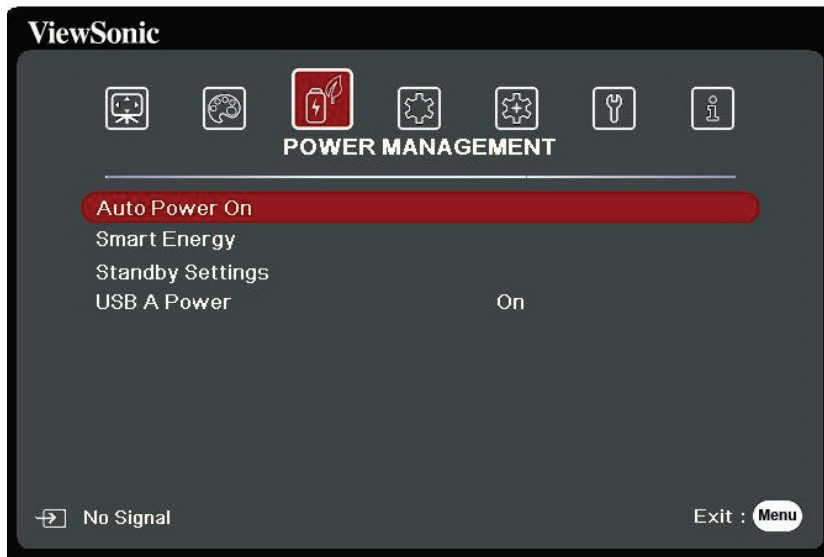 ViewSonic
POWER MANAGEMENT
Auto Power On
Smart Energy
Standby Settings
USB A Power On
No Signal Exit : Menu